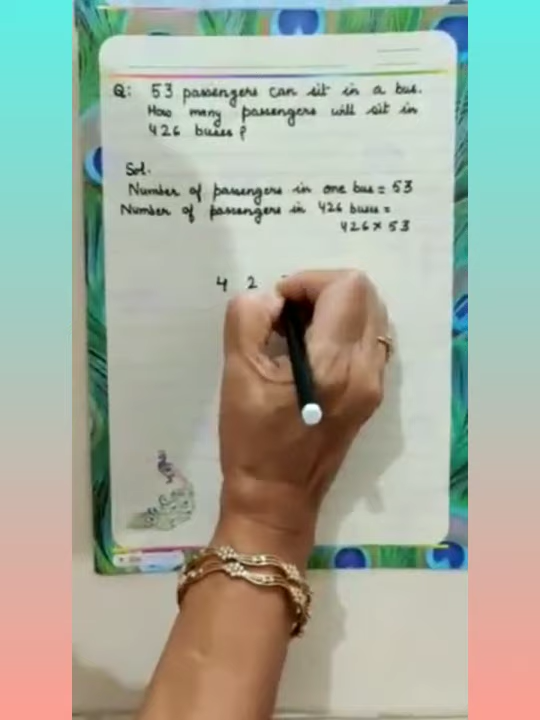 Q: 53 passengers can sit in a bus.
How many passengers will sit in
426 buses?
Sol.
Number of passengers in one bus = 53
Number of passengers in 426 buses =
426 × 53
4 2